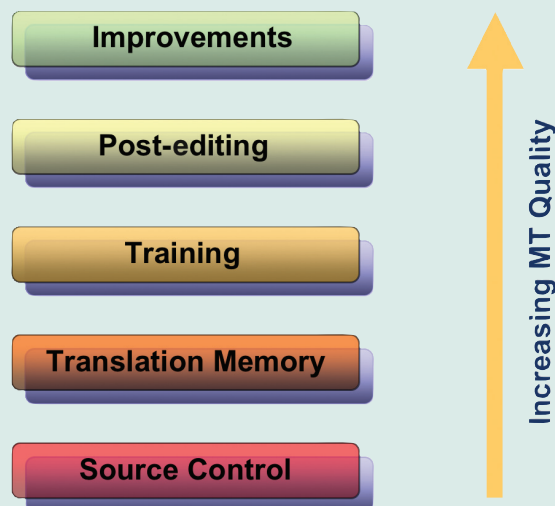 Improvements
Post-editing
Training
Translation Memory
Source Control
Increasing MT Quality